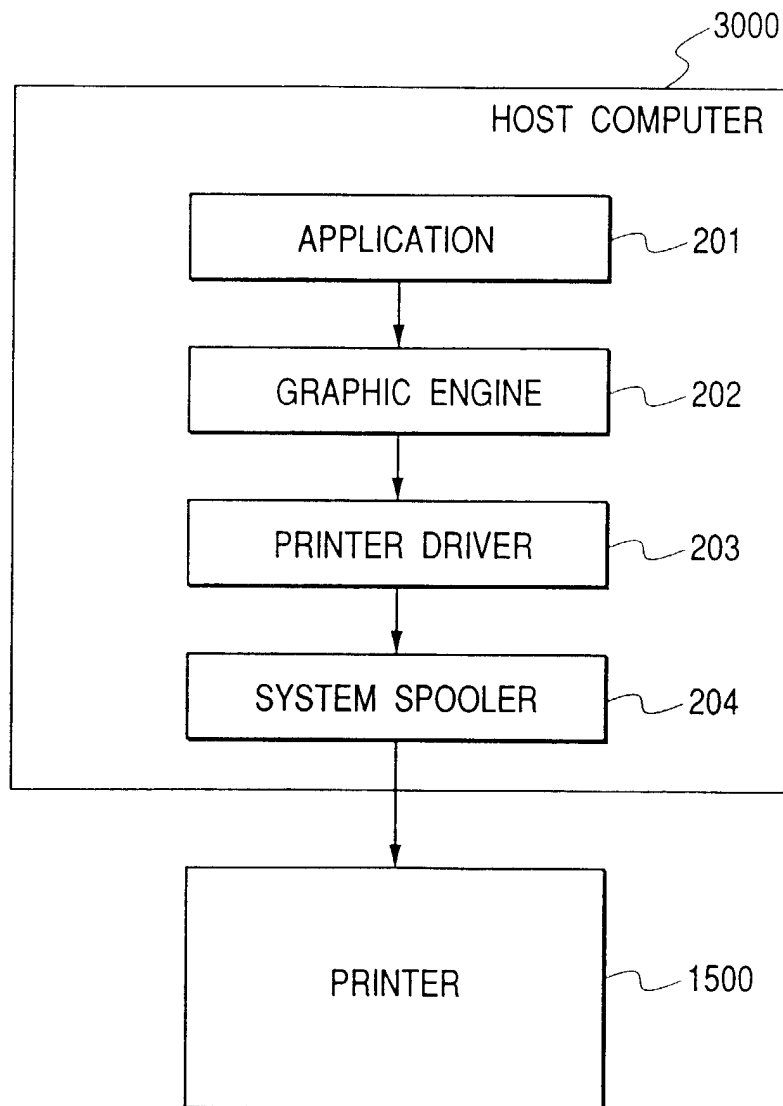 3000
HOST COMPUTER
APPLICATION
201
GRAPHIC ENGINE
202
PRINTER DRIVER
203
SYSTEM SPOOLER
204
PRINTER
1500